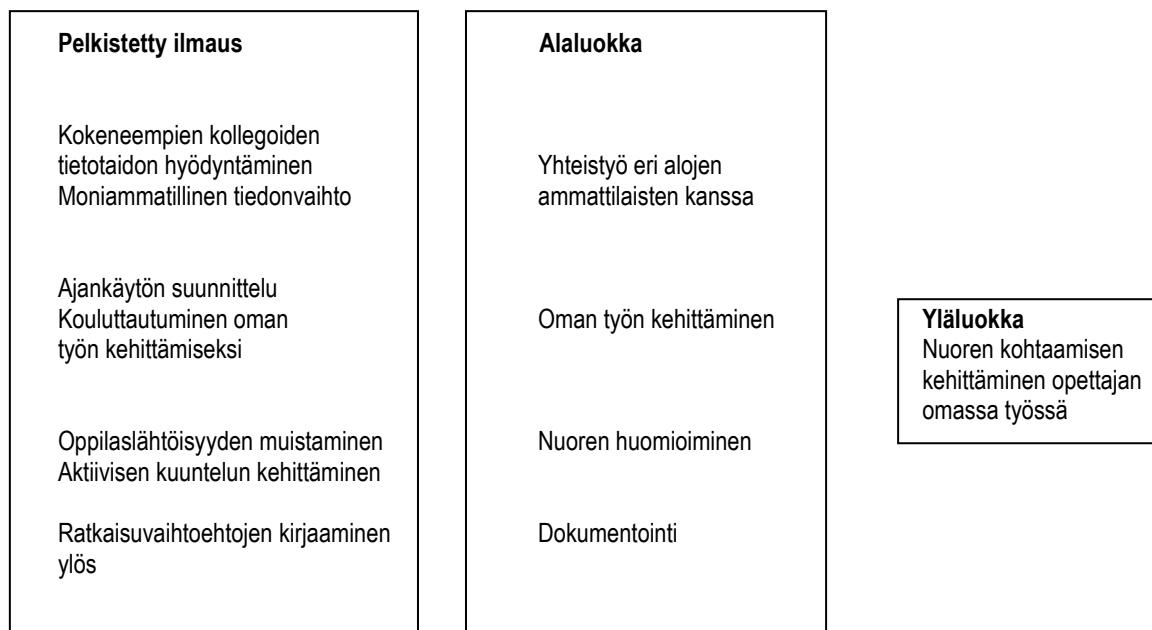 Pelkistetty ilmaus
Kokeneempien kollegoiden
tietotaidon hyödyntäminen
Moniammatillinen tiedonvaihto
Ajankäytön suunnittelu
Kouluttautuminen oman
työn kehittämiseksi
Oppilaslähtöisyyden muistaminen
Aktiivisen kuuntelun kehittäminen
Ratkaisuvaihtoehtojen kirjaaminen
ylös
Alaluokka
Yhteistyö eri alojen
ammattilaisten kanssa
Oman työn kehittäminen
Nuoren huomioiminen
Dokumentointi
Yläluokka
Nuoren kohtaamisen
kehittäminen opettajan
omassa työssä